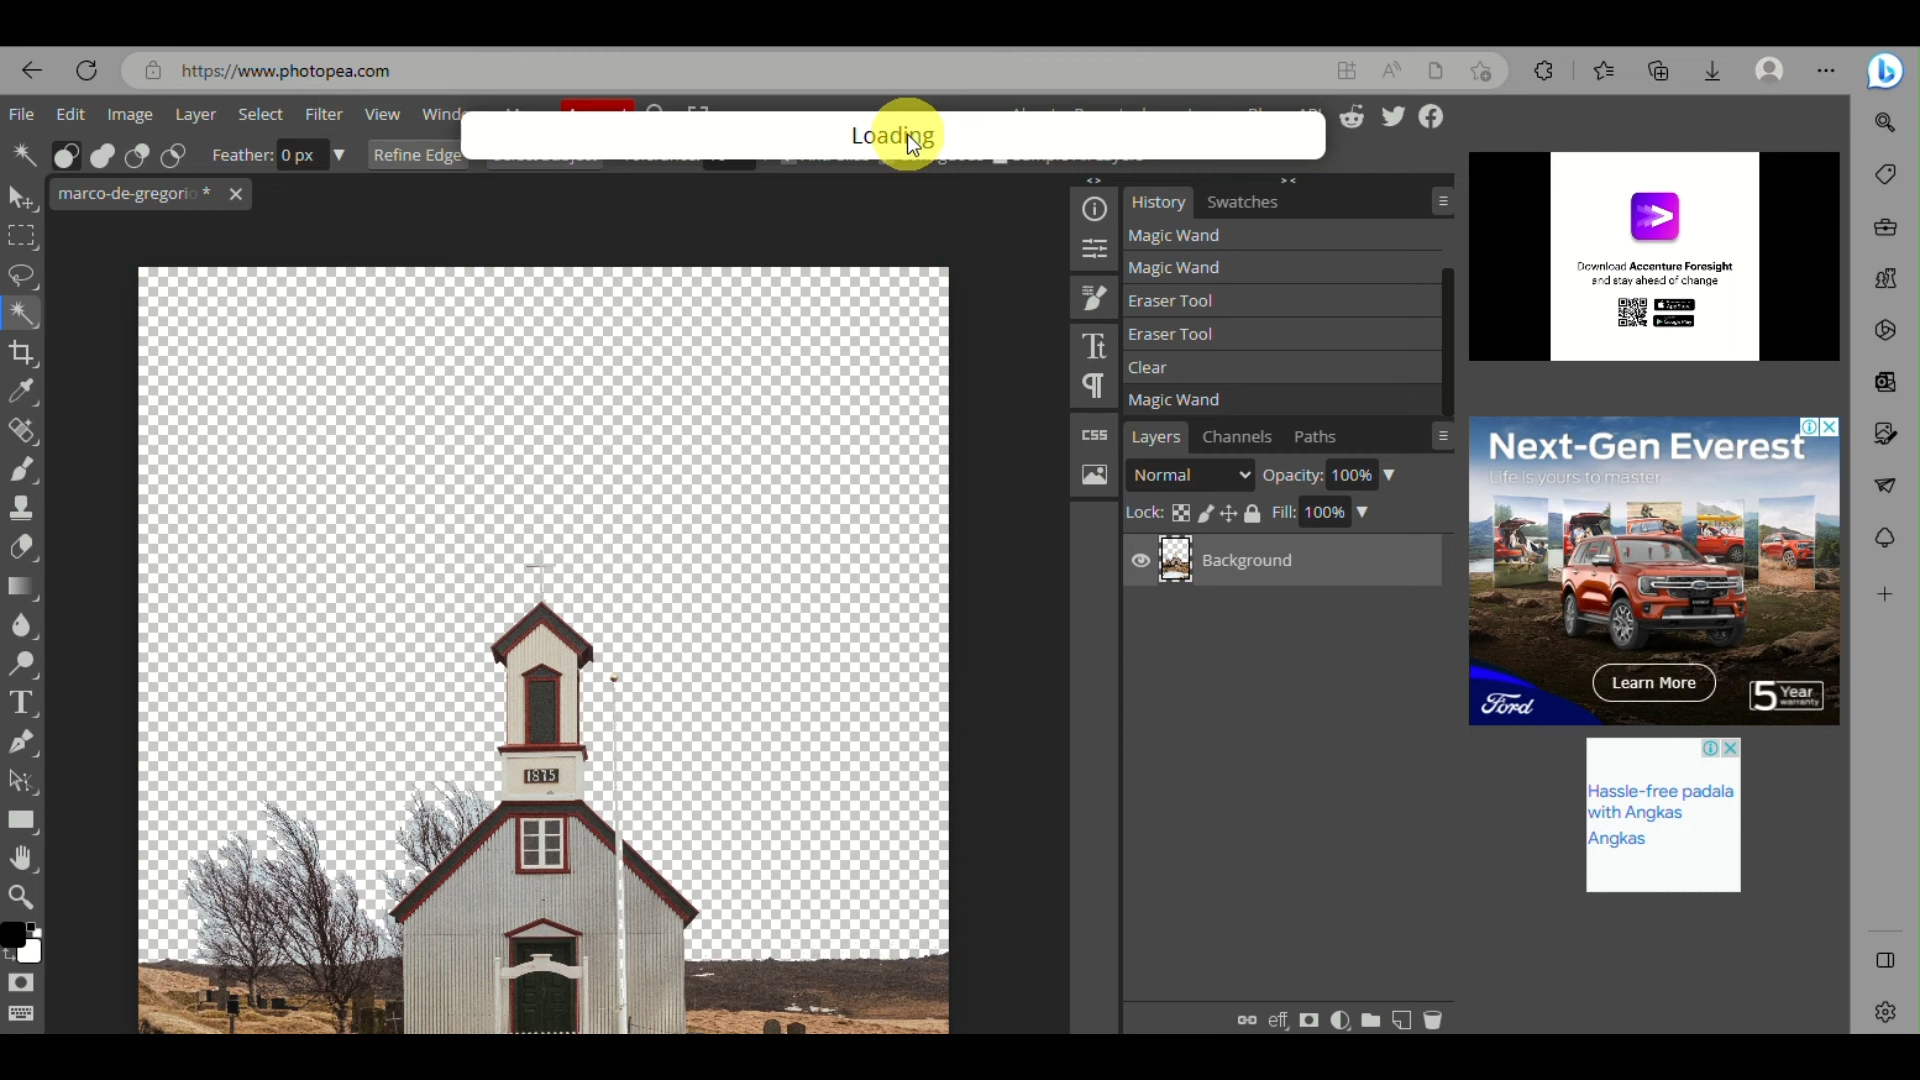 https://www.photopea.com
File Edit Image Layer Select Filter View
Loading
Feather: 0 px Refine Edge
marco-de-gregorio *
History Swatches
Magic Wand
Magic Wand
Eraser Tool
Eraser Tool
Clear
Magic Wand
Layers Channels Paths
Normal Opacity: 100%
Lock: Fill: 100%
Background
eff
CSS
1875
Download Accenture Foresight
and stay ahead of change
Next-Gen Everest
Life is yours to master
Learn More
Ford
5 Year
warranty
Hassle-free padala
with Angkas
Angkas